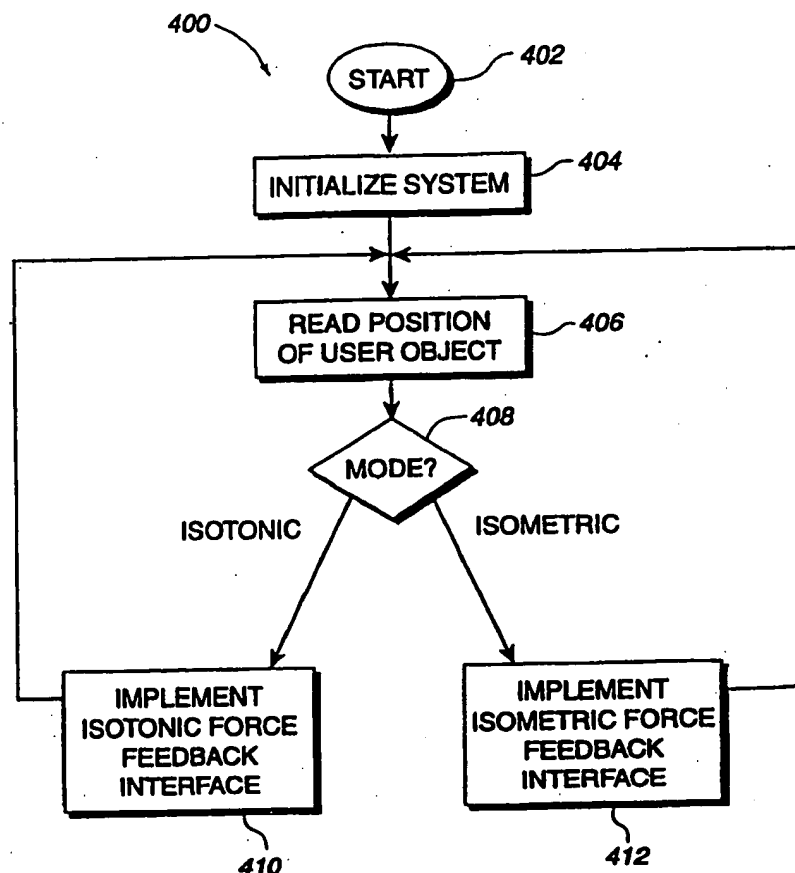 400
START
402
INITIALIZE SYSTEM
404
READ POSITION
OF USER OBJECT
406
MODE?
408
ISOTONIC
ISOMETRIC
IMPLEMENT
ISOTONIC FORCE
FEEDBACK
INTERFACE
410
IMPLEMENT
ISOMETRIC FORCE
FEEDBACK
INTERFACE
412